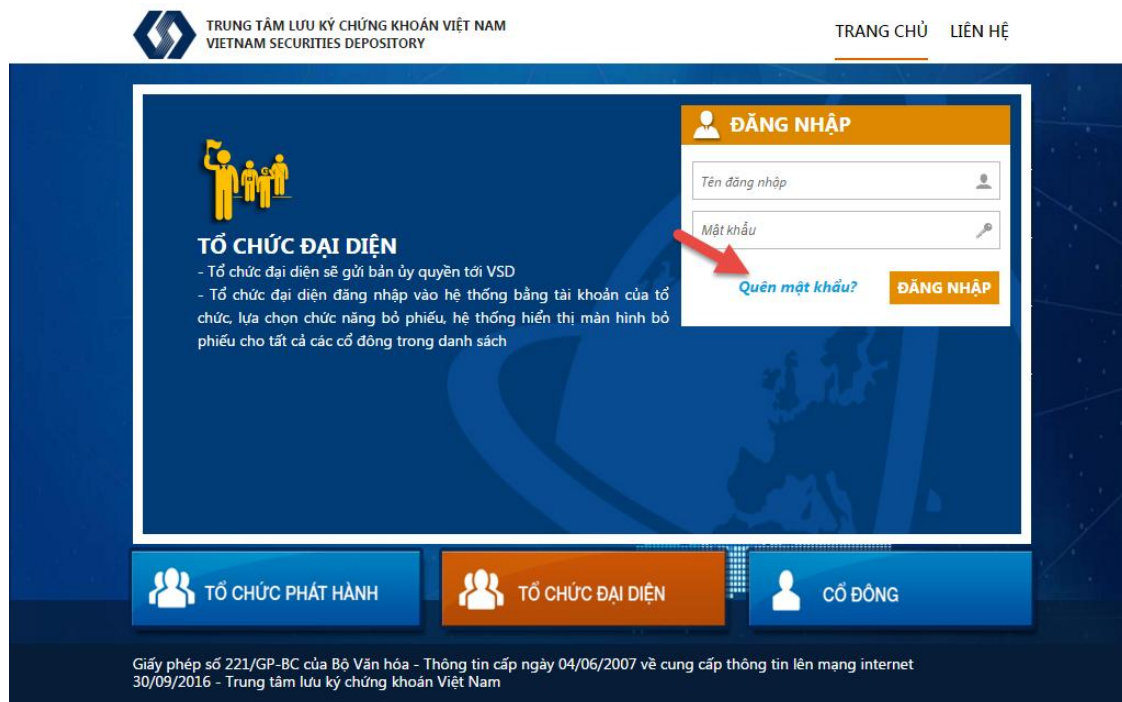 TRUNG TÂM LƯU KÝ CHỨNG KHOÁN VIỆT NAM
VIETNAM SECURITIES DEPOSITORY
TRANG CHỦ LIÊN HỆ
ĐĂNG NHẬP
Tên đăng nhập
Mật khẩu
Quên mật khẩu? ĐĂNG NHẬP
TỔ CHỨC ĐẠI DIỆN
- Tổ chức đại diện sẽ gửi bản ủy quyền tới VSD
- Tổ chức đại diện đăng nhập vào hệ thống bằng tài khoản của tổ
chức, lựa chọn chức năng bỏ phiếu, hệ thống hiển thị màn hình bỏ
phiếu cho tất cả các cổ đông trong danh sách
TỔ CHỨC PHÁT HÀNH
TỔ CHỨC ĐẠI DIỆN
CỔ ĐÔNG
Giấy phép số 221/GP-BC của Bộ Văn hóa - Thông tin cấp ngày 04/06/2007 về cung cấp thông tin lên mạng internet
30/09/2016 - Trung tâm lưu ký chứng khoán Việt Nam